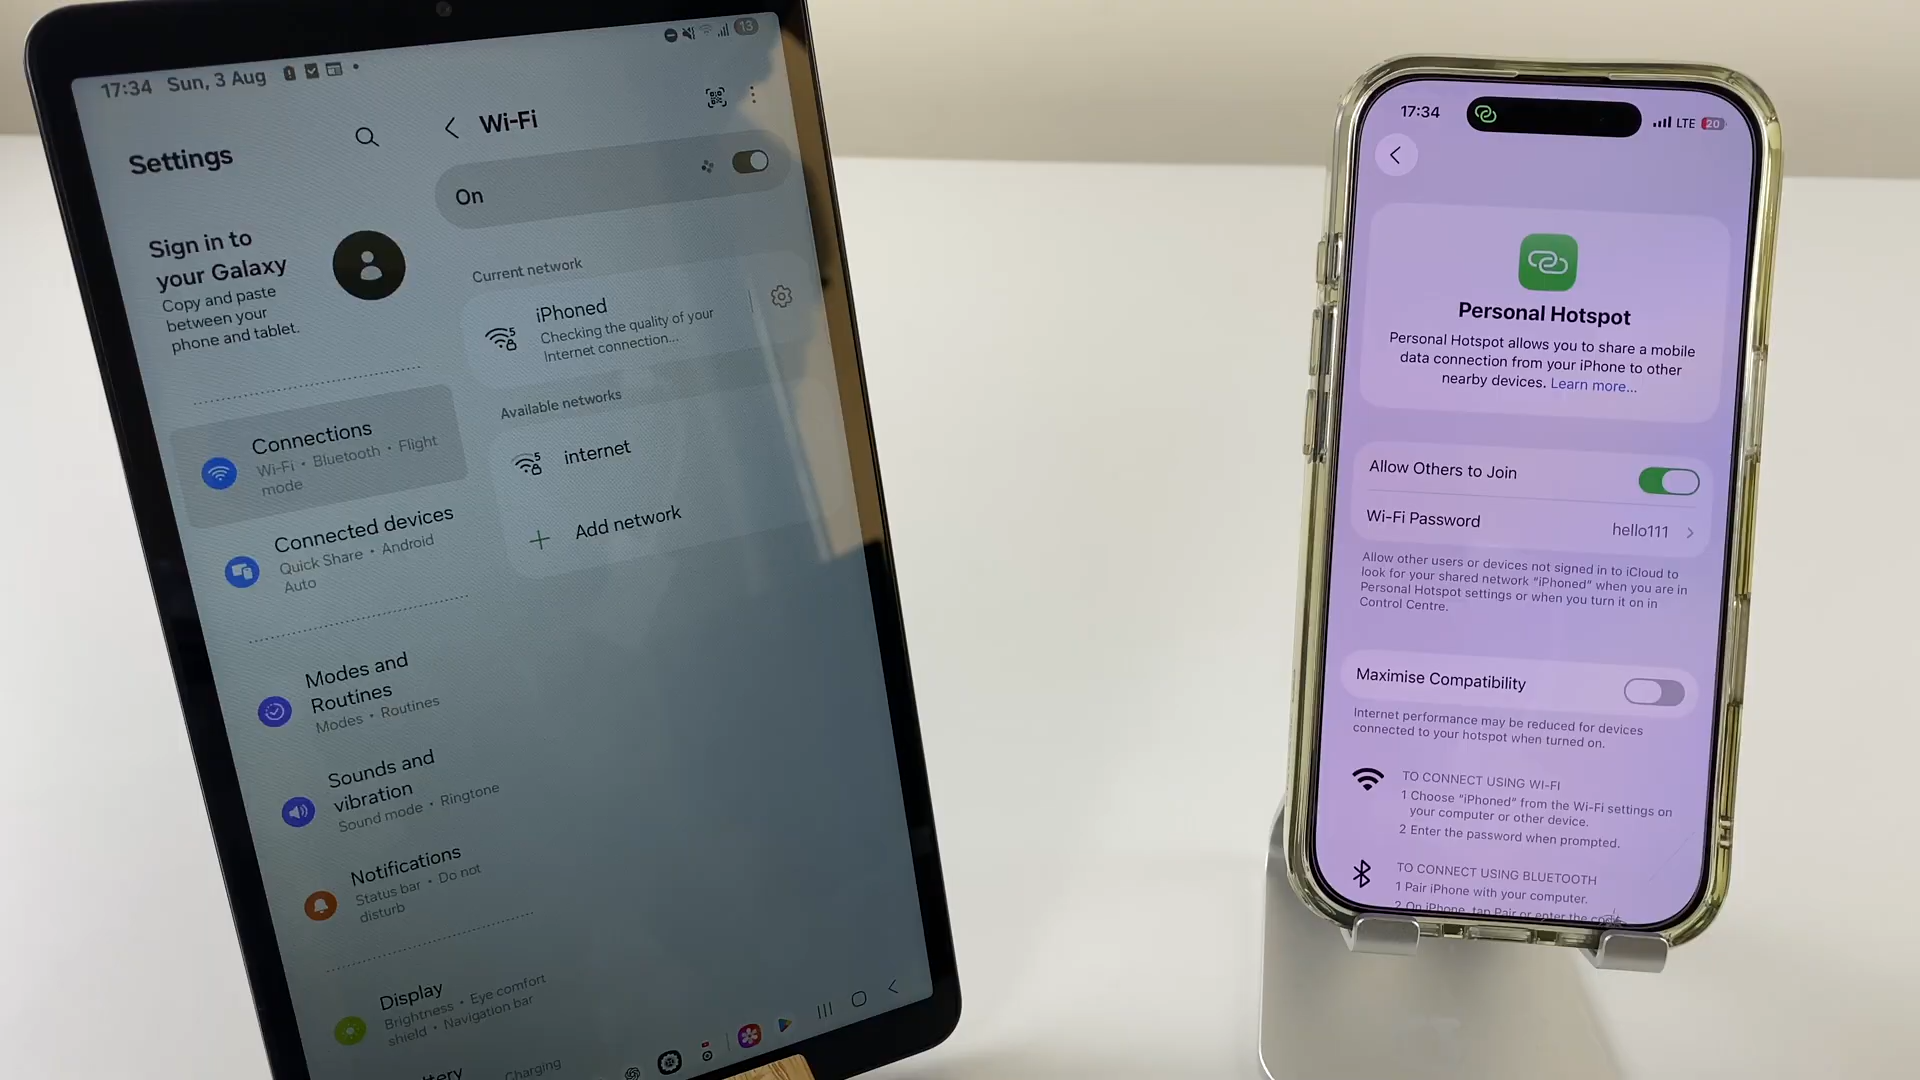 17:34 Sun, 3 Aug
13
Settings
Sign in to
your Galaxy
Copy and paste
between your
phone and tablet.
Connections
Wi-Fi • Bluetooth • Flight
mode
Connected devices
Quick Share • Android
Auto
Modes and
Routines
Modes • Routines
Sounds and
vibration
Sound mode • Ringtone
Notifications
Status bar • Do not
disturb
Display
Brightness • Eye comfort
shield • Navigation bar
Charging
Wi-Fi
On
Current network
iPhoned
Checking the quality of your
Internet connection...
Available networks
internet
Add network
17:34
LTE 20
Personal Hotspot
Personal Hotspot allows you to share a mobile
data connection from your iPhone to other
nearby devices. Learn more...
Allow Others to Join
Wi-Fi Password hello111
Allow other users or devices not signed in to iCloud to
look for your shared network “iPhoned” when you are in
Personal Hotspot settings or when you turn it on in
Control Centre.
Maximise Compatibility
Internet performance may be reduced for devices
connected to your hotspot when turned on.
TO CONNECT USING WI-FI
1 Choose “iPhoned” from the Wi-Fi settings on
your computer or other device.
2 Enter the password when prompted.
TO CONNECT USING BLUETOOTH
1 Pair iPhone with your computer.
2 On iPhone, tap Pair or enter the code